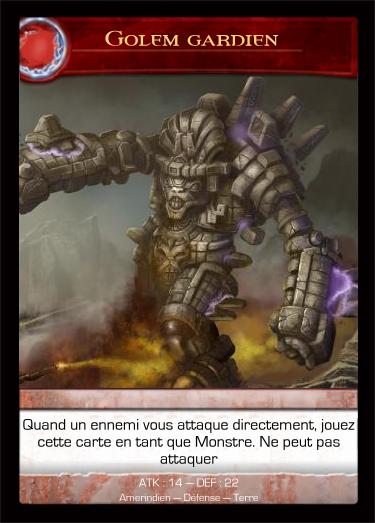 Golem gardien
Quand un ennemi vous attaque directement, jouez
cette carte en tant que Monstre. Ne peut pas
attaquer
ATK : 14 — DEF : 22
Amerindien — Défense — Terre